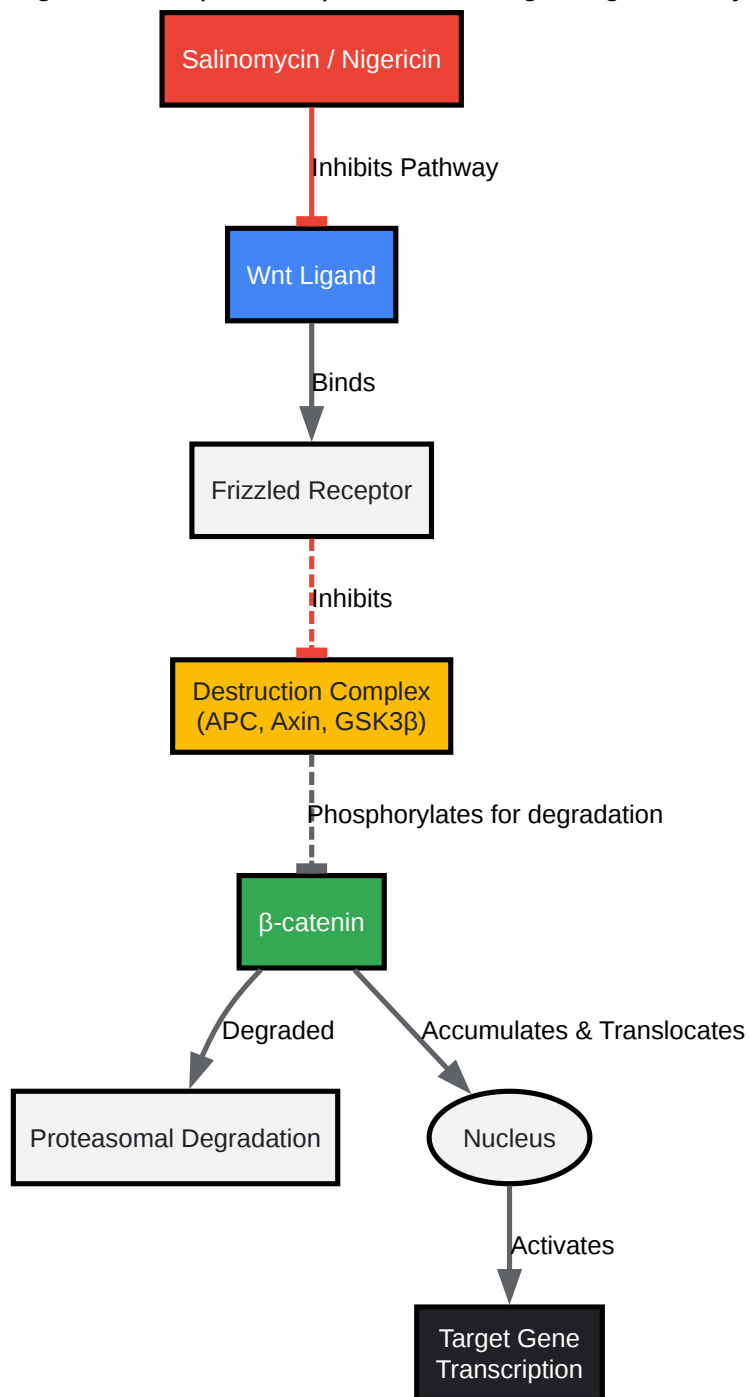 Salinomycin / Nigericin
Inhibits Pathway
Wnt Ligand
Binds
Frizzled Receptor
Inhibits
Destruction Complex
(APC, Axin, GSK3β)
Phosphorylates for degradation
β-catenin
Degraded
Accumulates & Translocates
Proteasomal Degradation
Nucleus
Activates
Target Gene
Transcription